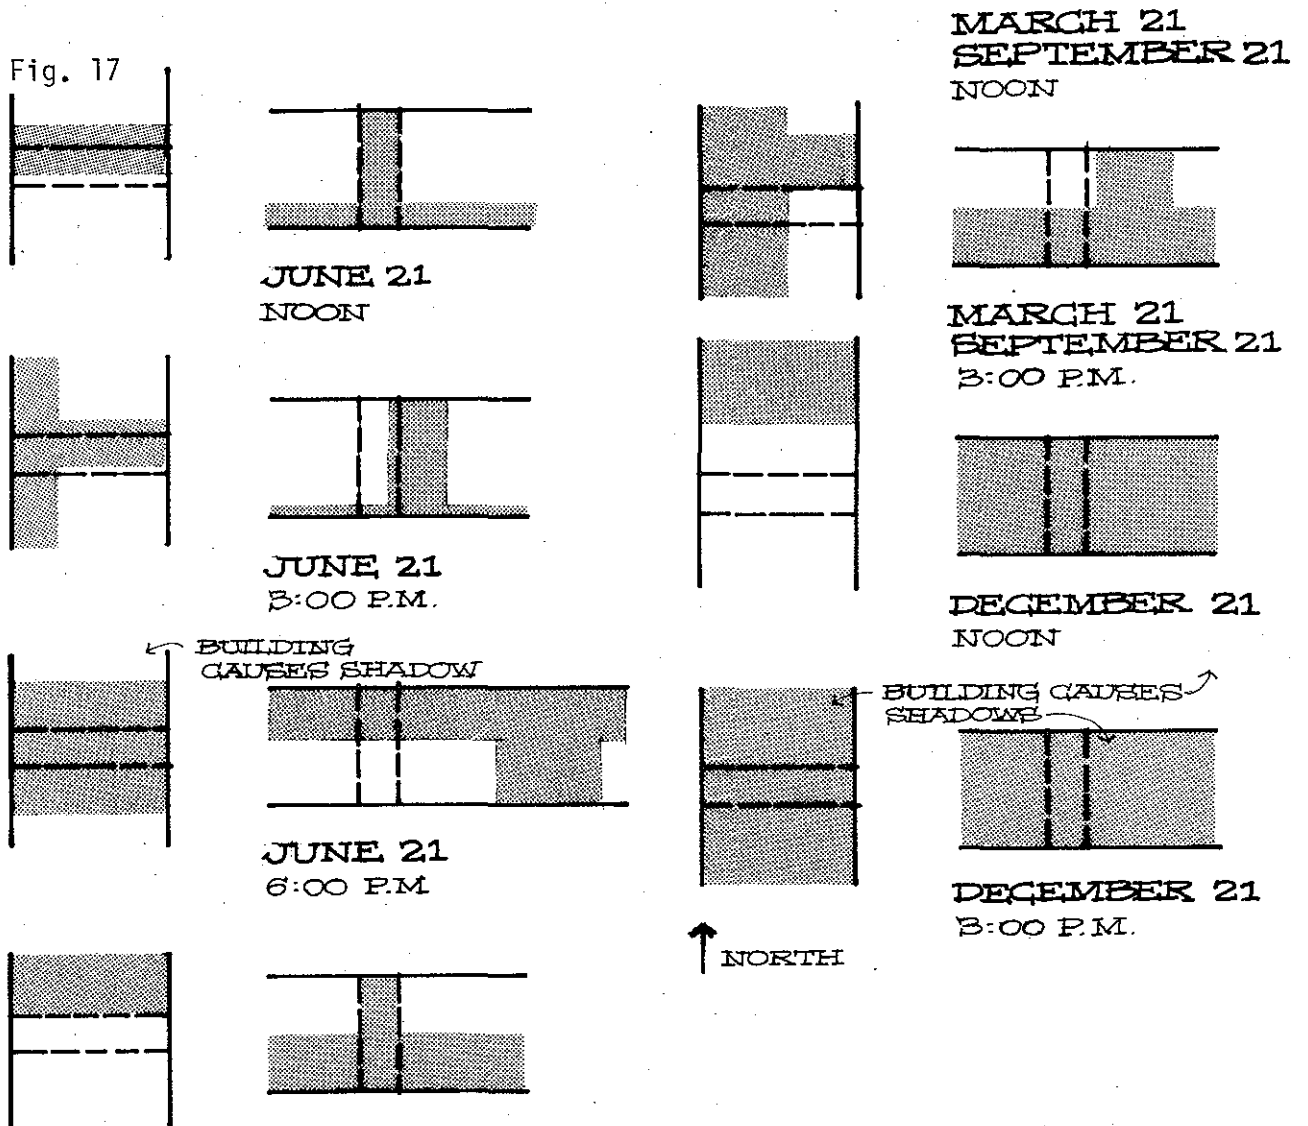 Fig. 17
JUNE 21
NOON
JUNE 21
3:00 P.M.
BUILDING
CAUSES SHADOW
JUNE 21
6:00 P.M
MARCH 21
SEPTEMBER 21
NOON
MARCH 21
SEPTEMBER 21
3:00 P.M.
DECEMBER 21
NOON
BUILDING CAUSES
SHADOWS
DECEMBER 21
3:00 P.M.
NORTH